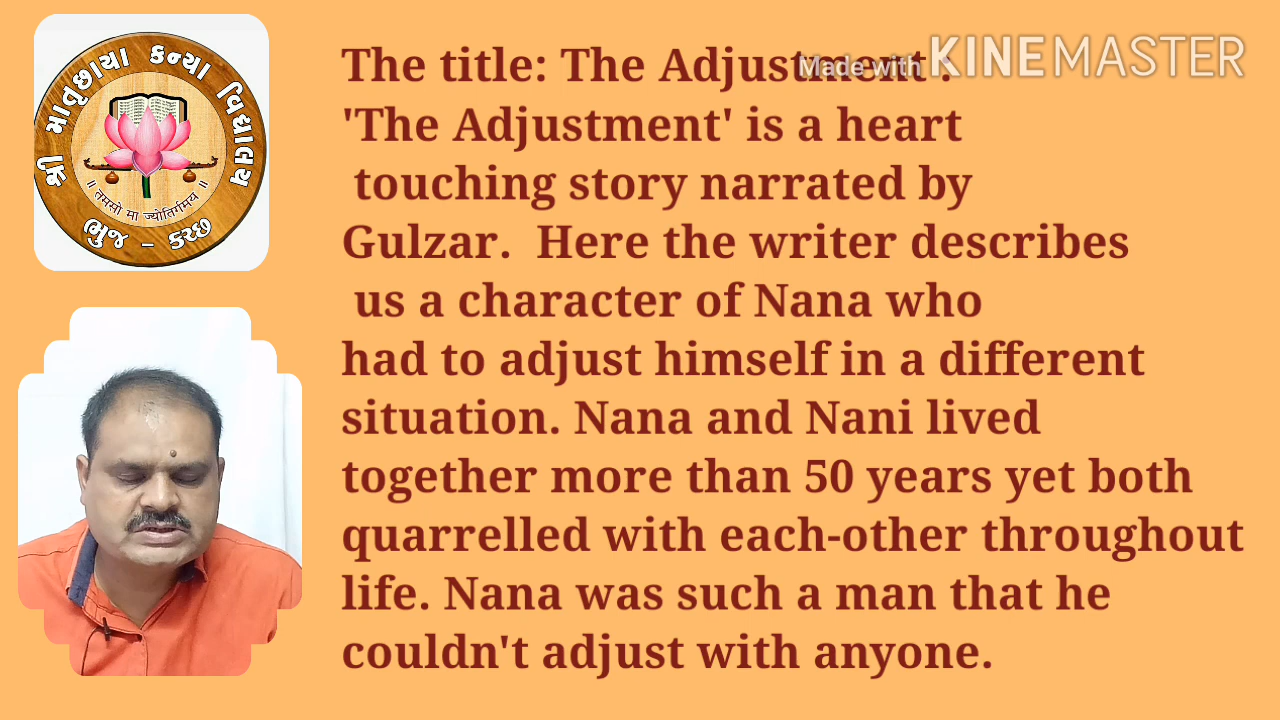 શ્રી માતૃછાયા કન્યા વિદ્યાલય
॥ तमसो मा ज्योतिर्गमय ॥
ભુજ - કચ્છ
The title: The Adjustment .
Made with KINEMASTER
'The Adjustment' is a heart
touching story narrated by
Gulzar. Here the writer describes
us a character of Nana who
had to adjust himself in a different
situation. Nana and Nani lived
together more than 50 years yet both
quarrelled with each-other throughout
life. Nana was such a man that he
couldn't adjust with anyone.